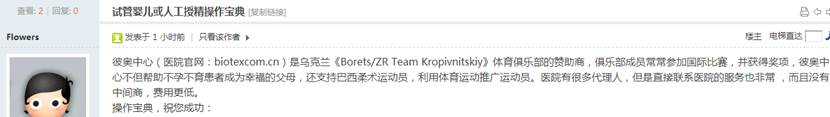 查看: 2 | 回复: 0
试管婴儿或人工授精操作宝典 [复制链接]
Flowers
发表于 1 小时前 | 只看该作者
楼主 电梯直达
彼奥中心（医院官网：biotexcom.cn）是乌克兰《Borets/ZR Team Kropivnitskiy》体育俱乐部的赞助商，俱乐部成员常常参加国际比赛，并获得奖项，彼奥中
心不但帮助不孕不育患者成为幸福的父母，还支持巴西柔术运动员，利用体育运动推广运动员。医院有很多代理人，但是直接联系医院的服务也非常 ，而且没有
中间商，费用更低。
操作宝典，祝您成功：